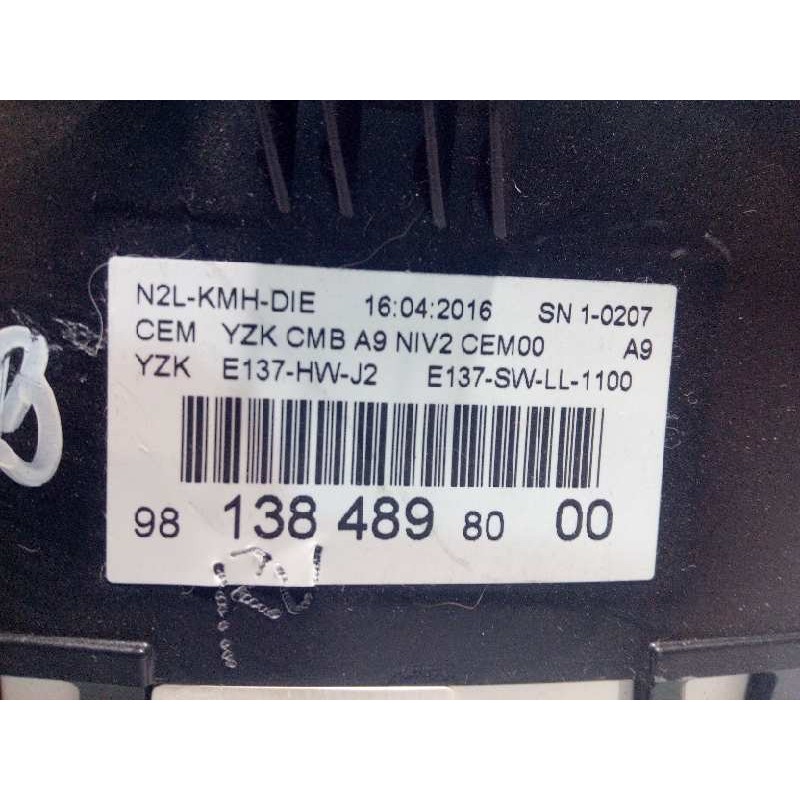 N2L-KMH-DIE 16:04:2016 SN 1-0207
CEM YZK CMB A9 NIV2 CEM00 A9
YZK E137-HW-J2 E137-SW-LL-1100
98 138 489 80 00
B